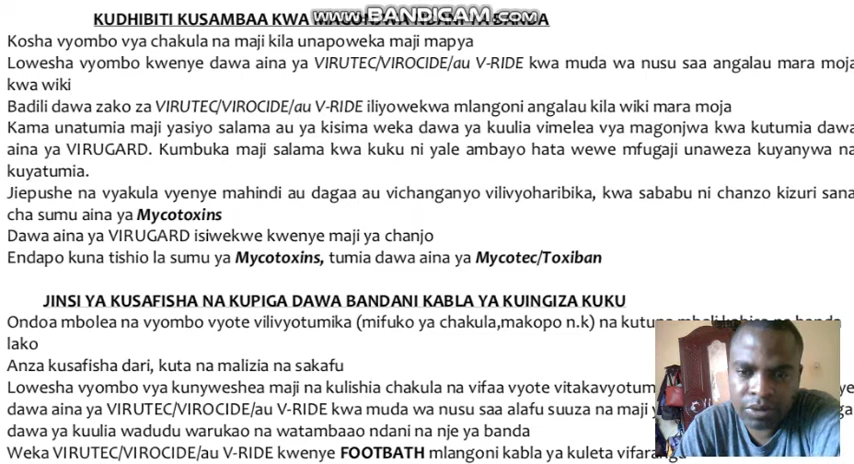 www.BANDICAM.com
KUDHIBITI KUSAMBAA KWA MAGONJWA NDANI YA BANDA
Kosha vyombo vya chakula na maji kila unapoweka maji mapya
Lowesha vyombo kwenye dawa aina ya VIRUTEC/VIROCIDE/au V-RIDE kwa muda wa nusu saa angalau mara moja
kwa wiki
Badili dawa zako za VIRUTEC/VIROCIDE/au V-RIDE iliyowekwa mlangoni angalau kila wiki mara moja
Kama unatumia maji yasiyo salama au ya kisima weka dawa ya kuulia vimelea vya magonjwa kwa kutumia dawa
aina ya VIRUGARD. Kumbuka maji salama kwa kuku ni yale ambayo hata wewe mfugaji unaweza kuyanywa na
kuyatumia.
Jiepushe na vyakula vyenye mahindi au dagaa au vichanganyo vilivyoharibika, kwa sababu ni chanzo kizuri sana
cha sumu aina ya Mycotoxins
Dawa aina ya VIRUGARD isiwekwe kwenye maji ya chanjo
Endapo kuna tishio la sumu ya Mycotoxins, tumia dawa aina ya Mycotec/Toxiban
JINSI YA KUSAFISHA NA KUPIGA DAWA BANDANI KABLA YA KUINGIZA KUKU
Ondoa mbolea na vyombo vyote vilivyotumika (mifuko ya chakula,makopo n.k) na kutupa mbali kabisa na banda
lako
Anza kusafisha dari, kuta na malizia na sakafu
Lowesha vyombo vya kunyweshea maji na kulishia chakula na vifaa vyote
dawa aina ya VIRUTEC/VIROCIDE/au V-RIDE kwa muda wa nusu saa alafu suuza na maji
dawa ya kuulia wadudu warukao na watambaao ndani na nje ya banda
Weka VIRUTEC/VIROCIDE/au V-RIDE kwenye FOOTBATH mlangoni kabla ya kuleta vifaranga